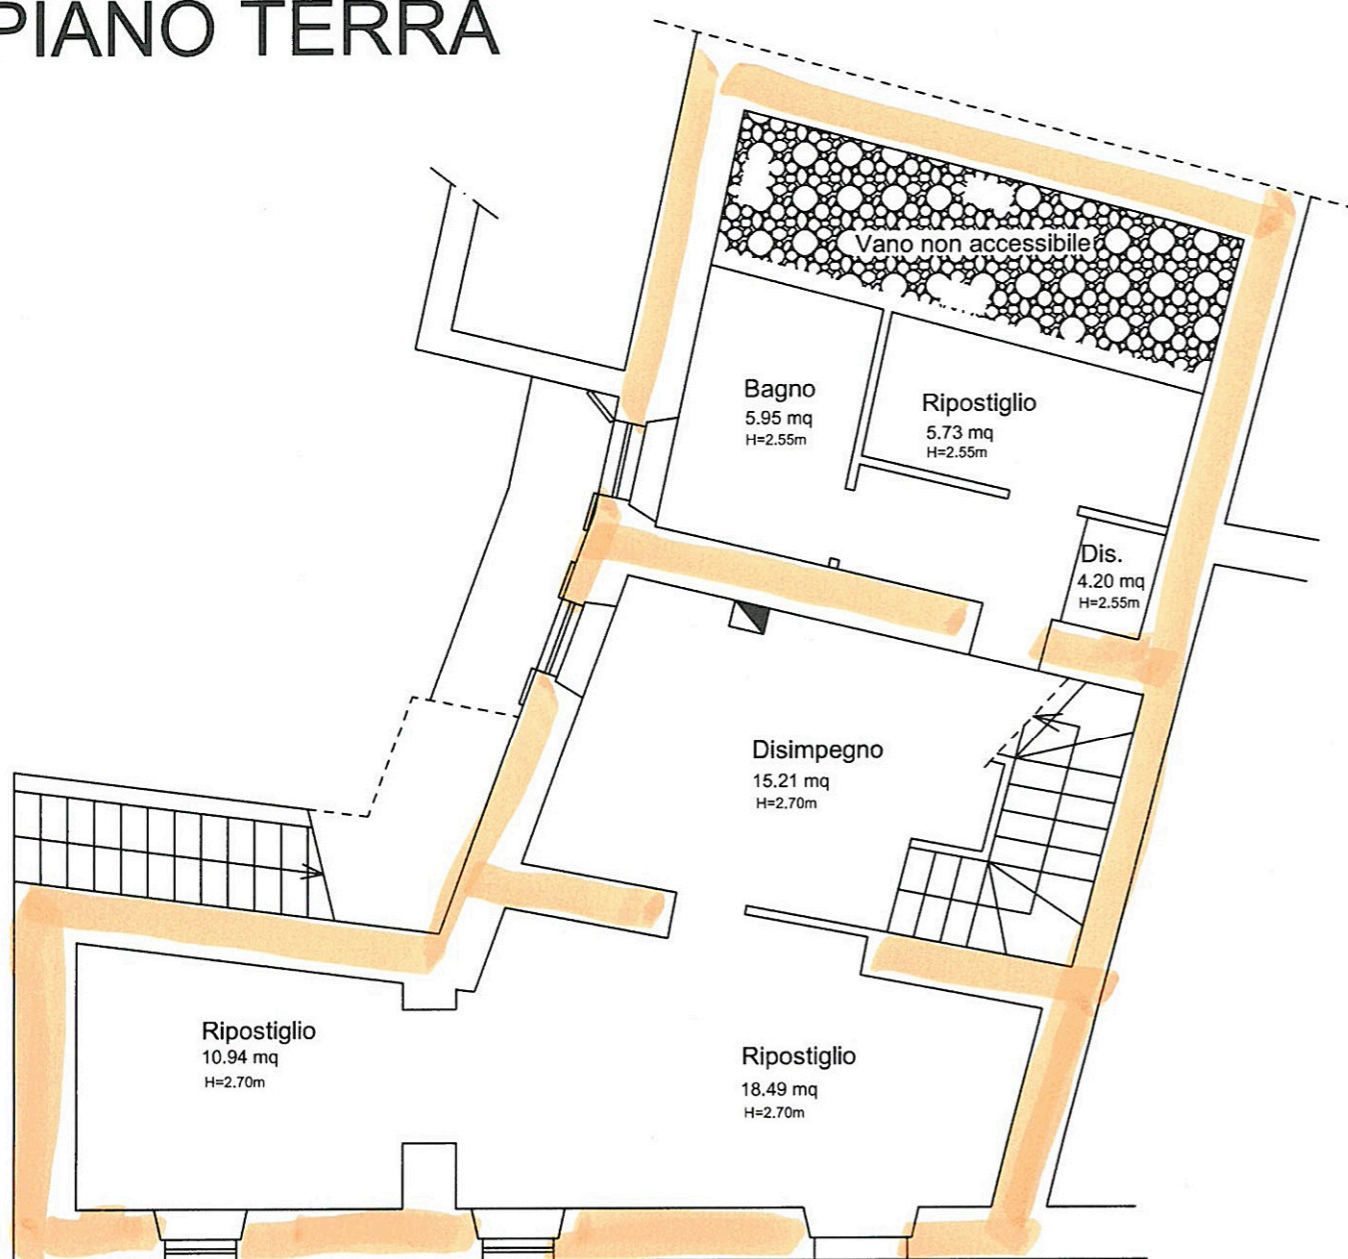 PIANO TERRA
Vano non accessibile
Bagno
5.95 mq
H=2.55m
Ripostiglio
5.73 mq
H=2.55m
Dis.
4.20 mq
H=2.55m
Disimpegno
15.21 mq
H=2.70m
Ripostiglio
10.94 mq
H=2.70m
Ripostiglio
18.49 mq
H=2.70m